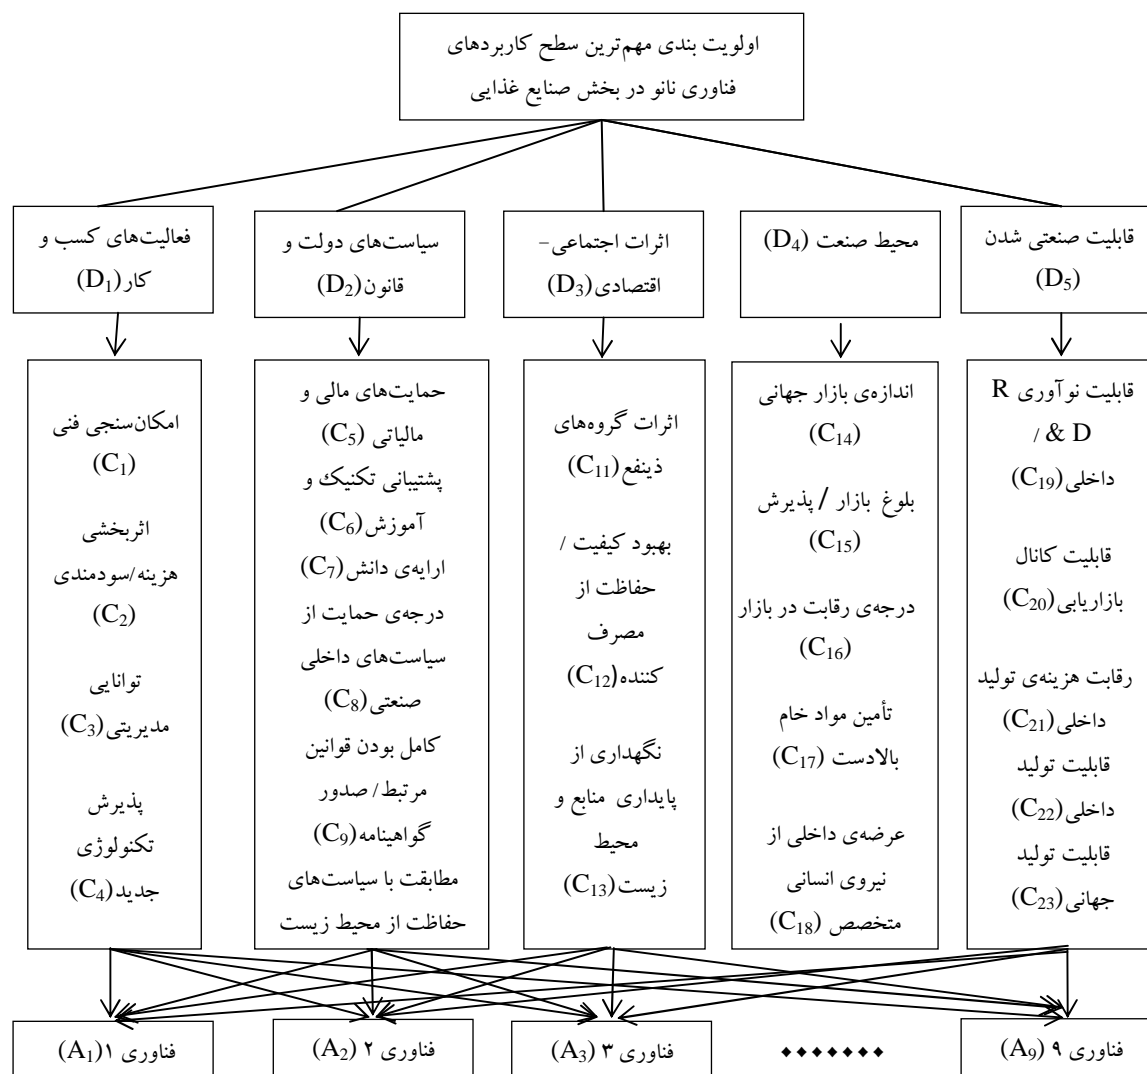 اولویت بندی مهم‌ترین سطح کاربردهای
فناوری نانو در بخش صنایع غذایی
فعالیت‌های کسب و
کار(D₁)
سیاست‌های دولت و
قانون(D₂)
اثرات اجتماعی–
اقتصادی(D₃)
محیط صنعت (D₄)
قابلیت صنعتی شدن
(D₅)
امکان‌سنجی فنی
(C₁)
اثربخشی
هزینه/سودمندی
(C₂)
توانایی
مدیریتی(C₃)
پذیرش
تکنولوژی
جدید(C₄)
حمایت‌های مالی و
مالیاتی (C₅)
پشتیبانی تکنیک و
آموزش(C₆)
ارایه‌ی دانش(C₇)
درجه‌ی حمایت از
سیاست‌های داخلی
صنعتی(C₈)
کامل بودن قوانین
مرتبط/ صدور
گواهینامه(C₉)
مطابقت با سیاست‌های
حفاظت از محیط زیست
اثرات گروه‌های
ذینفع(C₁₁)
بهبود کیفیت /
حفاظت از
مصرف
کننده(C₁₂)
نگهداری از
پایداری منابع و
محیط
زیست(C₁₃)
اندازه‌ی بازار جهانی
(C₁₄)
بلوغ بازار / پذیرش
(C₁₅)
درجه‌ی رقابت در بازار
(C₁₆)
تأمین مواد خام
بالادست (C₁₇)
عرضه‌ی داخلی از
نیروی انسانی
متخصص (C₁₈)
قابلیت نوآوری R
& D /
داخلی(C₁₉)
قابلیت کانال
بازاریابی(C₂₀)
رقابت هزینه‌ی تولید
داخلی(C₂₁)
قابلیت تولید
داخلی(C₂₂)
قابلیت تولید
جهانی(C₂₃)
فناوری ۱(A₁)
فناوری ۲ (A₂)
فناوری ۳ (A₃)
فناوری ۹ (A₉)